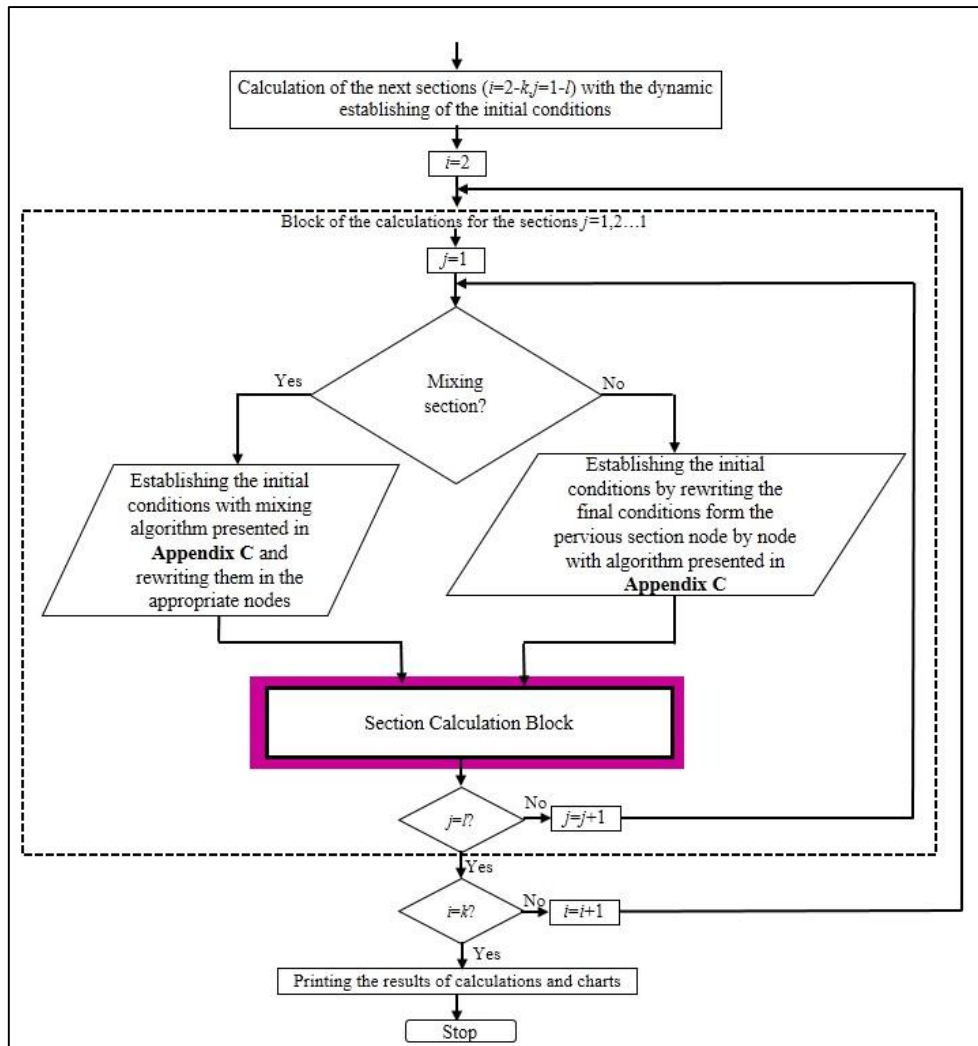 Calculation of the next sections (i=2-k,j=1-l) with the dynamic
establishing of the initial conditions
i=2
Block of the calculations for the sections j=1,2...l
j=1
Mixing
section?
Yes
No
Establishing the initial
conditions with mixing
algorithm presented in
Appendix C and
rewriting them in the
appropriate nodes
Establishing the initial
conditions by rewriting the
final conditions form the
pervious section node by node
with algorithm presented in
Appendix C
Section Calculation Block
j=l?
No
j=j+1
Yes
i=k?
No
i=i+1
Yes
Printing the results of calculations and charts
Stop